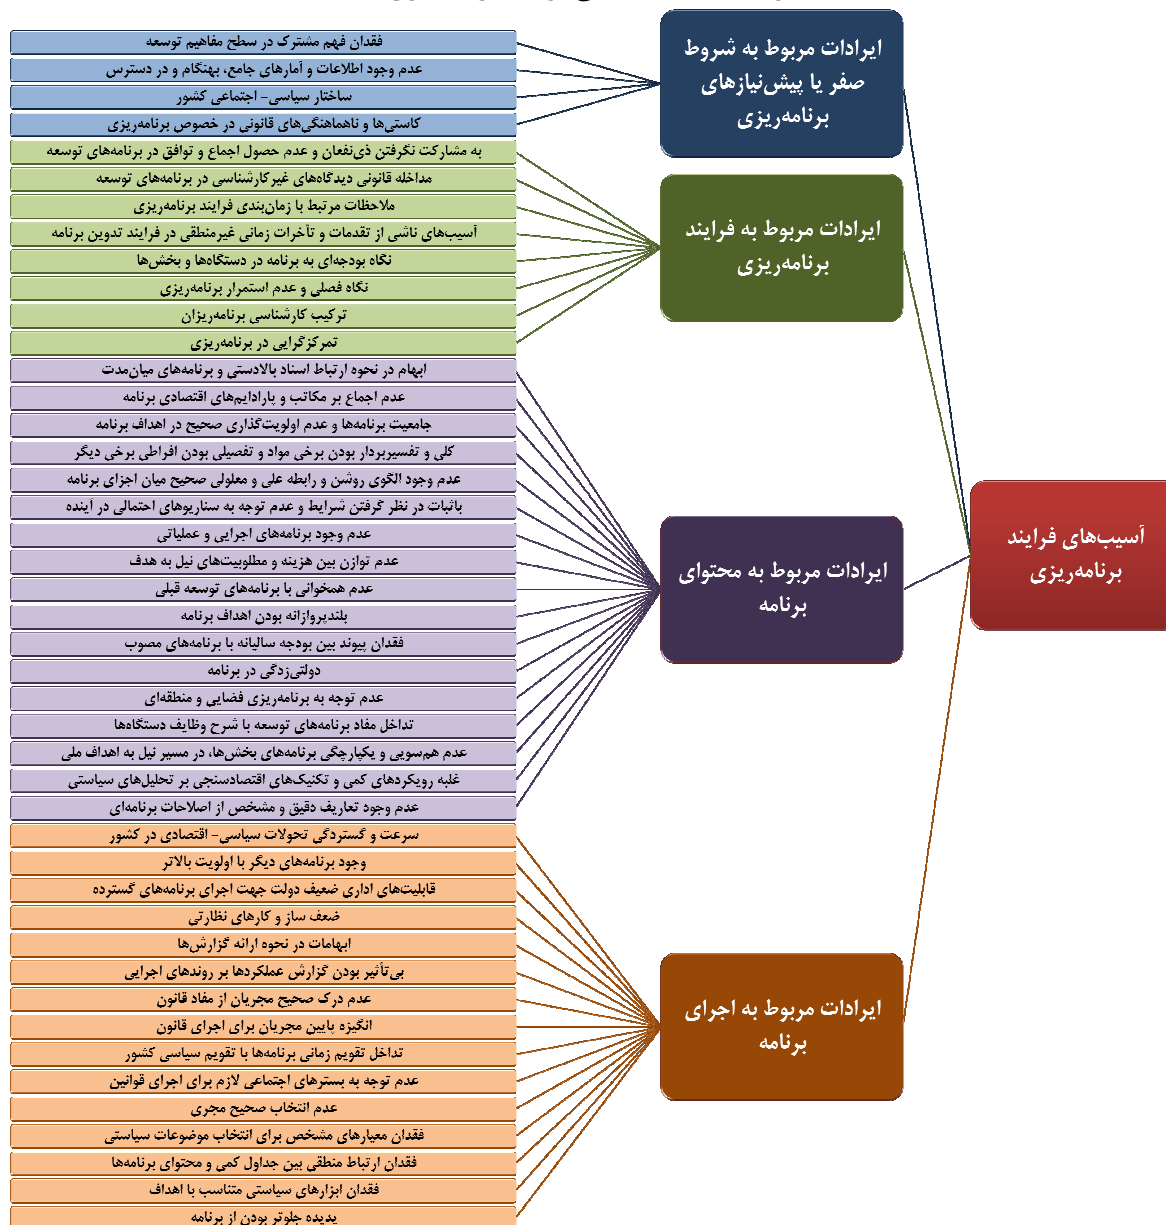 آسیب‌های فرایند
برنامه‌ریزی
ایرادات مربوط به شروط
صفر یا پیش‌نیازهای
برنامه‌ریزی
فقدان فهم مشترک در سطح مفاهیم توسعه
عدم وجود اطلاعات و آمارهای جامع، بهنگام و در دسترس
ساختار سیاسی- اجتماعی کشور
کاستی‌ها و ناهماهنگی‌های قانونی در خصوص برنامه‌ریزی
ایرادات مربوط به فرایند
برنامه‌ریزی
به مشارکت نگرفتن ذی‌نفعان و عدم حصول اجماع و توافق در برنامه‌های توسعه
مداخله قانونی دیدگاه‌های غیرکارشناسی در برنامه‌های توسعه
ملاحظات مرتبط با زمان‌بندی فرایند برنامه‌ریزی
آسیب‌های ناشی از تقدمات و تأخرات زمانی غیرمنطقی در فرایند تدوین برنامه
نگاه بودجه‌ای به برنامه در دستگاه‌ها و بخش‌ها
نگاه فصلی و عدم استمرار برنامه‌ریزی
ترکیب کارشناسی برنامه‌ریزان
تمرکزگرایی در برنامه‌ریزی
ایرادات مربوط به محتوای
برنامه
ابهام در نحوه ارتباط اسناد بالادستی و برنامه‌های میان‌مدت
عدم اجماع بر مکاتب و پارادایم‌های اقتصادی برنامه
جامعیت برنامه‌ها و عدم اولویت‌گذاری صحیح در اهداف برنامه
کلی و تفسیربردار بودن برخی مواد و تفصیلی بودن افراطی برخی دیگر
عدم وجود الگوی روشن و رابطه علی و معلولی صحیح میان اجزای برنامه
باثبات در نظر گرفتن شرایط و عدم توجه به سناریوهای احتمالی در آینده
عدم وجود برنامه‌های اجرایی و عملیاتی
عدم توازن بین هزینه و مطلوبیت‌های نیل به هدف
عدم همخوانی با برنامه‌های توسعه قبلی
بلندپروازانه بودن اهداف برنامه
فقدان پیوند بین بودجه سالیانه با برنامه‌های مصوب
دولتی‌زدگی در برنامه
عدم توجه به برنامه‌ریزی فضایی و منطقه‌ای
تداخل مفاد برنامه‌های توسعه با شرح وظایف دستگاه‌ها
عدم هم‌سویی و یکپارچگی برنامه‌های بخش‌ها، در مسیر نیل به اهداف ملی
غلبه رویکردهای کمی و تکنیک‌های اقتصادسنجی بر تحلیل‌های سیاستی
عدم وجود تعاریف دقیق و مشخص از اصلاحات برنامه‌ای
ایرادات مربوط به اجرای
برنامه
سرعت و گستردگی تحولات سیاسی- اقتصادی در کشور
وجود برنامه‌های دیگر با اولویت بالاتر
قابلیت‌های اداری ضعیف دولت جهت اجرای برنامه‌های گسترده
ضعف ساز و کارهای نظارتی
ابهامات در نحوه ارائه گزارش‌ها
بی‌تأثیر بودن گزارش عملکردها بر روندهای اجرایی
عدم درک صحیح مجریان از مفاد قانون
انگیزه پایین مجریان برای اجرای قانون
تداخل تقویم زمانی برنامه‌ها با تقویم سیاسی کشور
عدم توجه به بسترهای اجتماعی لازم برای اجرای قوانین
عدم انتخاب صحیح مجری
فقدان معیارهای مشخص برای انتخاب موضوعات سیاستی
فقدان ارتباط منطقی بین جداول کمی و محتوای برنامه‌ها
فقدان ابزارهای سیاستی متناسب با اهداف
پدیده جلوتر بودن از برنامه